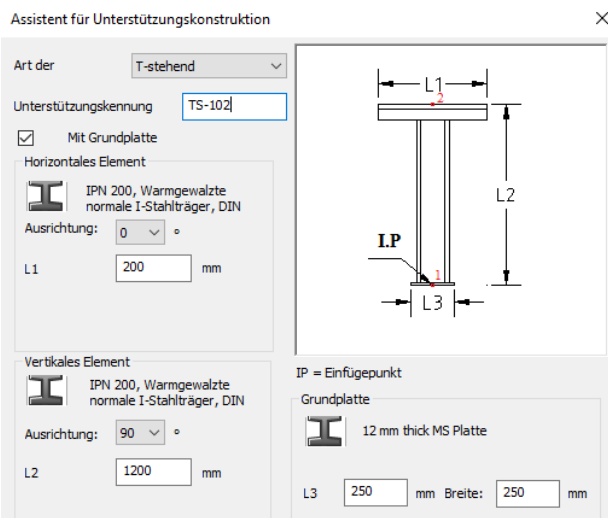 Assistent für Unterstützungskonstruktion
Art der
T-stehend
Unterstützungskennung
TS-102
Mit Grundplatte
Horizontales Element
IPN 200, Warmgewalzte
normale I-Stahlträger, DIN
Ausrichtung: 0 °
L1 200 mm
Vertikales Element
IPN 200, Warmgewalzte
normale I-Stahlträger, DIN
Ausrichtung: 90 °
L2 1200 mm
L1
2
L2
I.P
1
L3
IP = Einfügepunkt
Grundplatte
12 mm thick MS Platte
L3 250 mm Breite: 250 mm